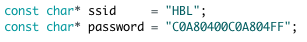 const char* ssid     = "HBL";
const char* password = "C0A80400C0A804FF";